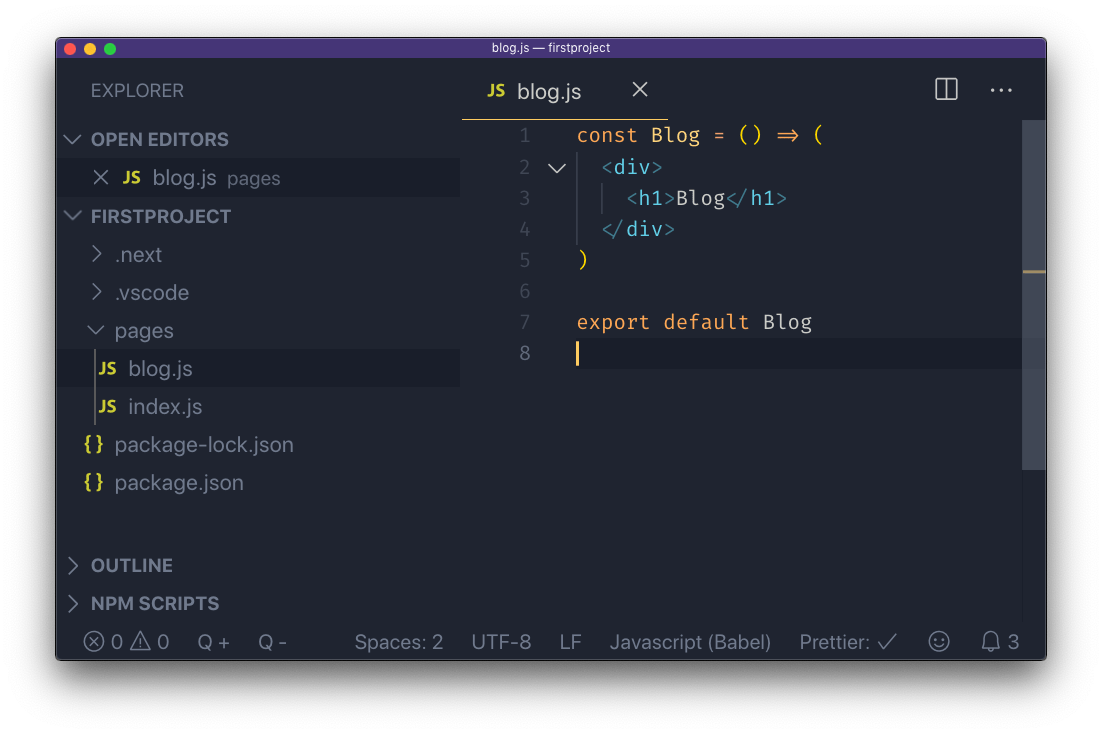 blog.js — firstproject
EXPLORER
OPEN EDITORS
JS blog.js pages
FIRSTPROJECT
.next
.vscode
pages
JS blog.js
JS index.js
{} package-lock.json
{} package.json
OUTLINE
NPM SCRIPTS
JS blog.js
1 const Blog = () => (
2   <div>
3     <h1>Blog</h1>
4   </div>
5 )
6
7 export default Blog
8
0 0 Q + Q - Spaces: 2 UTF-8 LF Javascript (Babel) Prettier: ✓ 3